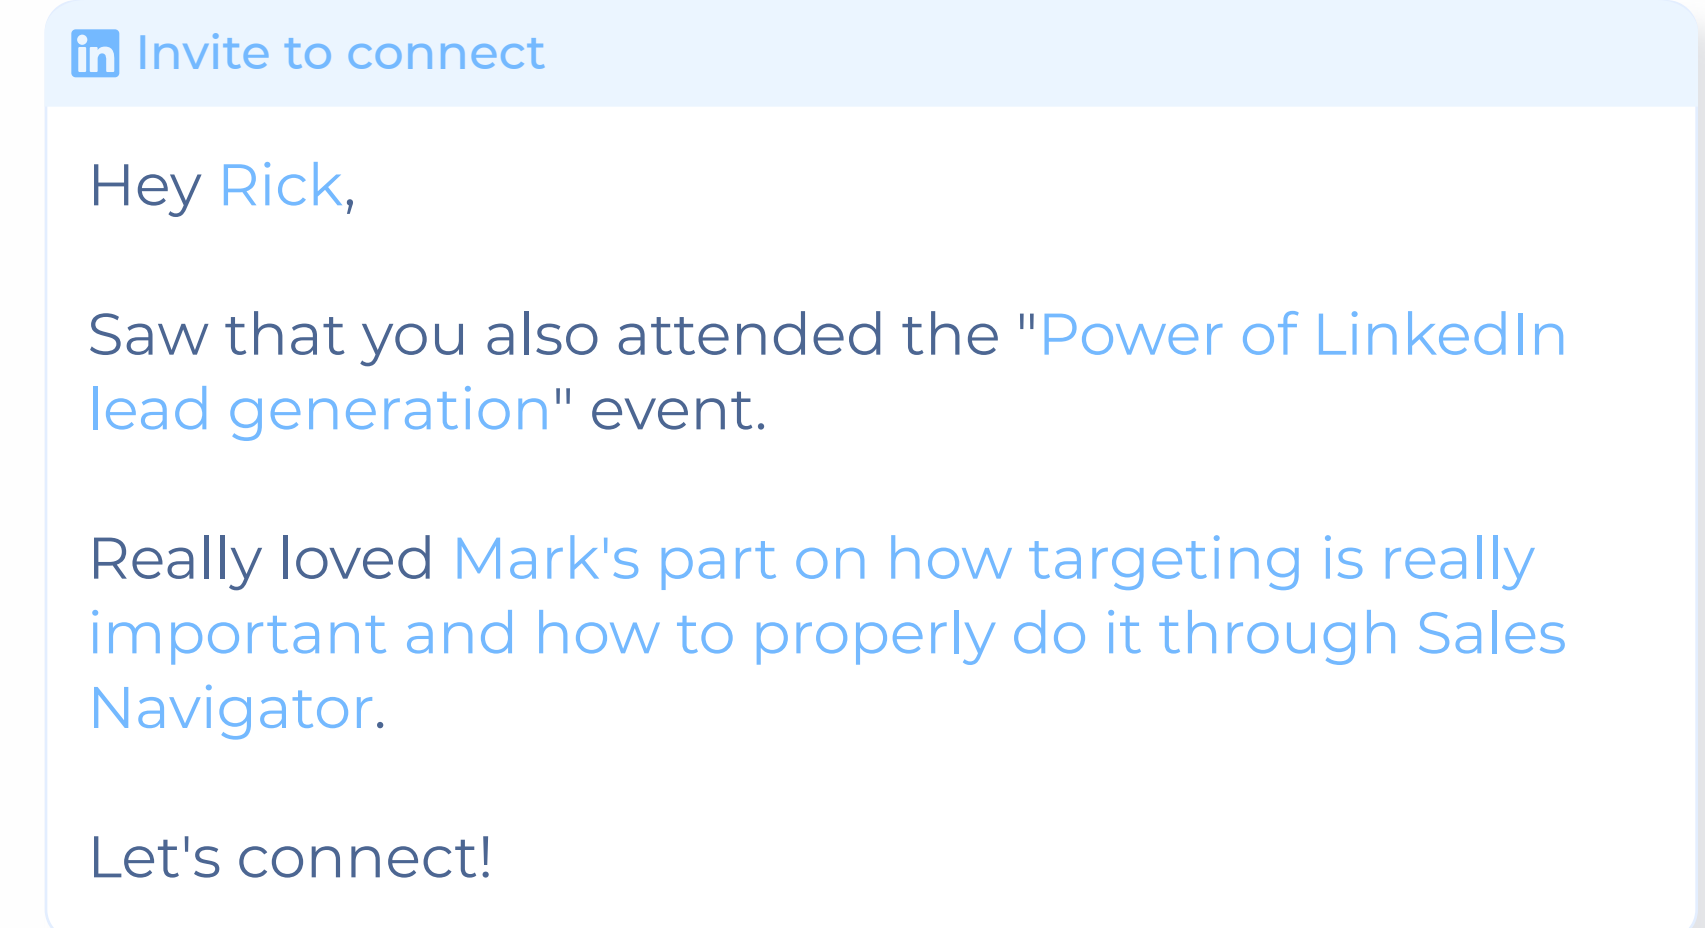 in Invite to connect
Hey Rick,
Saw that you also attended the "Power of LinkedIn
lead generation" event.
Really loved Mark's part on how targeting is really
important and how to properly do it through Sales
Navigator.
Let's connect!